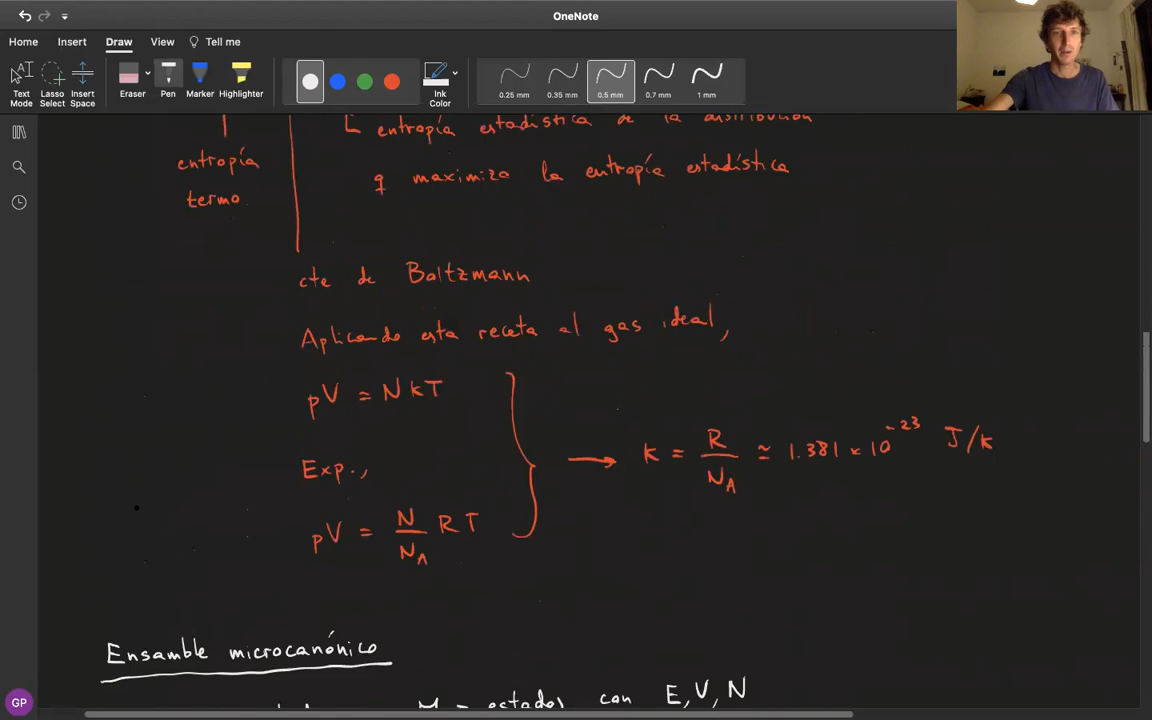 OneNote
Home Insert Draw View Tell me
Text Mode
Lasso Select
Insert Space
Eraser
Pen
Marker
Highlighter
Ink Color
0.25 mm 0.35 mm 0.5 mm 0.7 mm 1 mm
entropía estadística de la distribución
entropía
termo
q maximiza la entropía estadística
cte de Boltzmann
Aplicando esta receta al gas ideal,
pV = NkT
Exp.,
pV = N/N_A RT
→ k = R/N_A ≃ 1.381 × 10^-23 J/K
Ensamble microcanónico
estados con E, V, N
GP